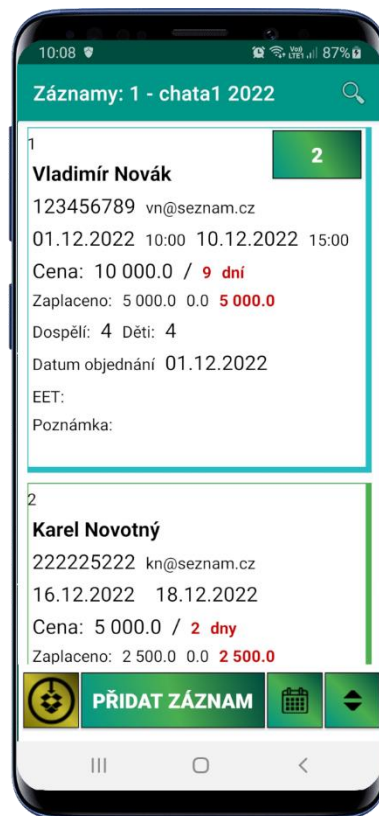 10:08 87%
Záznamy: 1 - chata1 2022
1
2
Vladimír Novák
123456789 vn@seznam.cz
01.12.2022 10:00 10.12.2022 15:00
Cena: 10 000.0 / 9 dní
Zaplaceno: 5 000.0 0.0 5 000.0
Dospělí: 4 Děti: 4
Datum objednání 01.12.2022
EET:
Poznámka:
2
Karel Novotný
222225222 kn@seznam.cz
16.12.2022 18.12.2022
Cena: 5 000.0 / 2 dny
Zaplaceno: 2 500.0 0.0 2 500.0
PŘIDAT ZÁZNAM